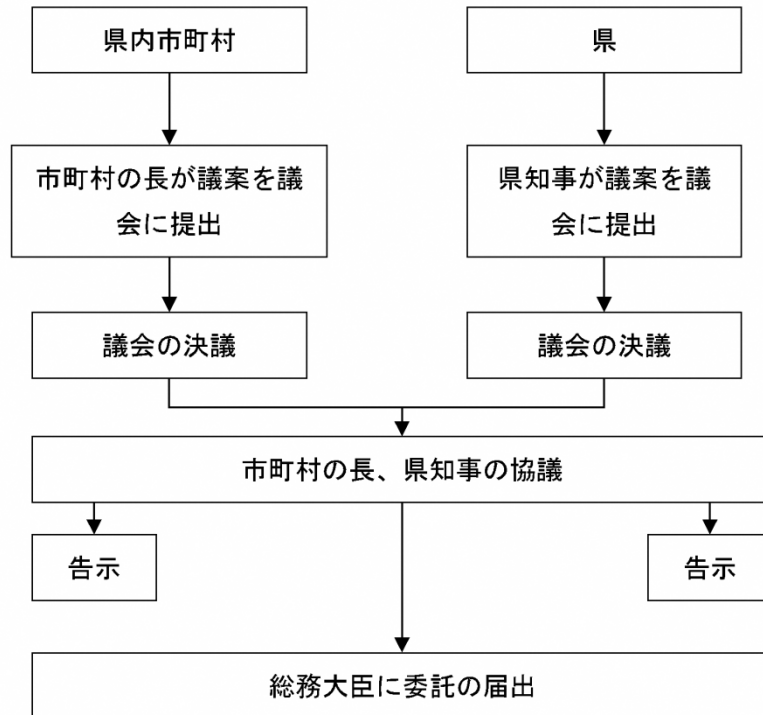 県内市町村
県
市町村の長が議案を議
会に提出
県知事が議案を議
会に提出
議会の決議
議会の決議
市町村の長、県知事の協議
告示
告示
総務大臣に委託の届出